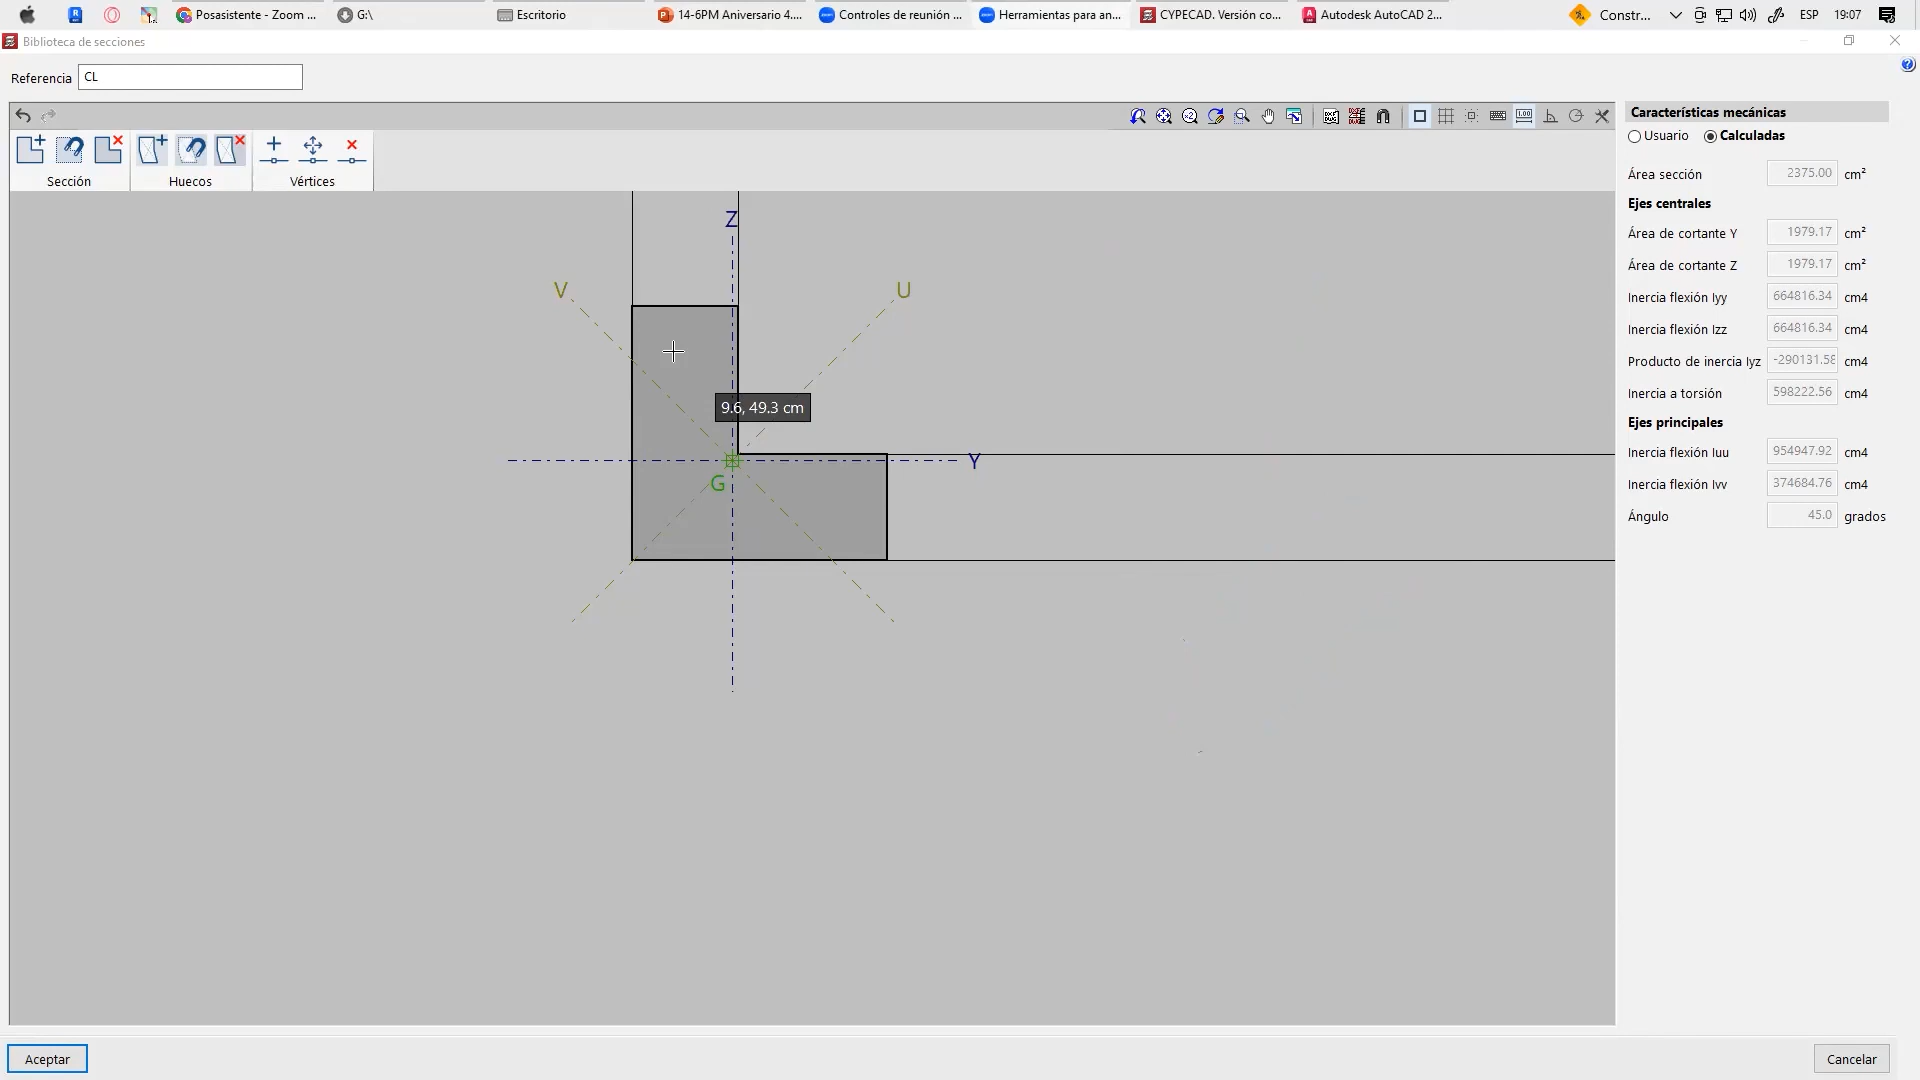 Posasistente - Zoom ...
G:\
Escritorio
14-6PM Aniversario 4....
Controles de reunión ...
Herramientas para an...
CYPECAD. Versión co...
Autodesk AutoCAD 2...
Constr...
ESP
19:07
Biblioteca de secciones
Referencia
CL
Sección
Huecos
Vértices
Z
V
U
9.6, 49.3 cm
Y
G
Características mecánicas
Usuario
Calculadas
Área sección 2375.00 cm²
Ejes centrales
Área de cortante Y 1979.17 cm²
Área de cortante Z 1979.17 cm²
Inercia flexión Iyy 664816.34 cm4
Inercia flexión Izz 664816.34 cm4
Producto de inercia Iyz -290131.58 cm4
Inercia a torsión 598222.56 cm4
Ejes principales
Inercia flexión Iuu 954947.92 cm4
Inercia flexión Ivv 374684.76 cm4
Ángulo 45.0 grados
Aceptar
Cancelar